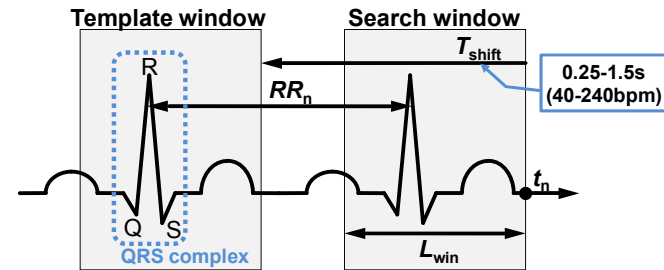 Template window
Search window
T_shift
0.25-1.5s
(40-240bpm)
R
RR_n
t_n
Q
S
QRS complex
L_win